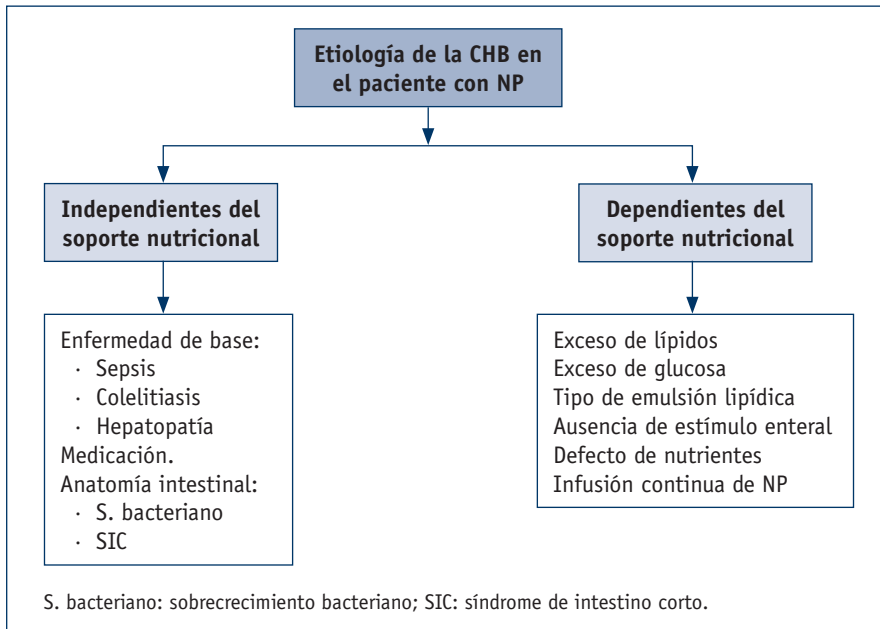 Etiología de la CHB en
el paciente con NP
Independientes del
soporte nutricional
Enfermedad de base:
· Sepsis
· Colelitiasis
· Hepatopatía
Medicación.
Anatomía intestinal:
· S. bacteriano
· SIC
Dependientes del
soporte nutricional
Exceso de lípidos
Exceso de glucosa
Tipo de emulsión lipídica
Ausencia de estímulo enteral
Defecto de nutrientes
Infusión continua de NP
S. bacteriano: sobrecrecimiento bacteriano; SIC: síndrome de intestino corto.